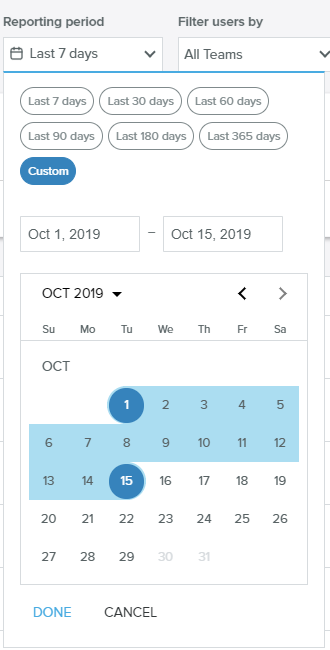 Reporting period Filter users by
Last 7 days All Teams
Last 7 days Last 30 days Last 60 days
Last 90 days Last 180 days Last 365 days
Custom
Oct 1, 2019 – Oct 15, 2019
OCT 2019
Su Mo Tu We Th Fr Sa
OCT
1 2 3 4 5
6 7 8 9 10 11 12
13 14 15 16 17 18 19
20 21 22 23 24 25 26
27 28 29 30 31
DONE CANCEL